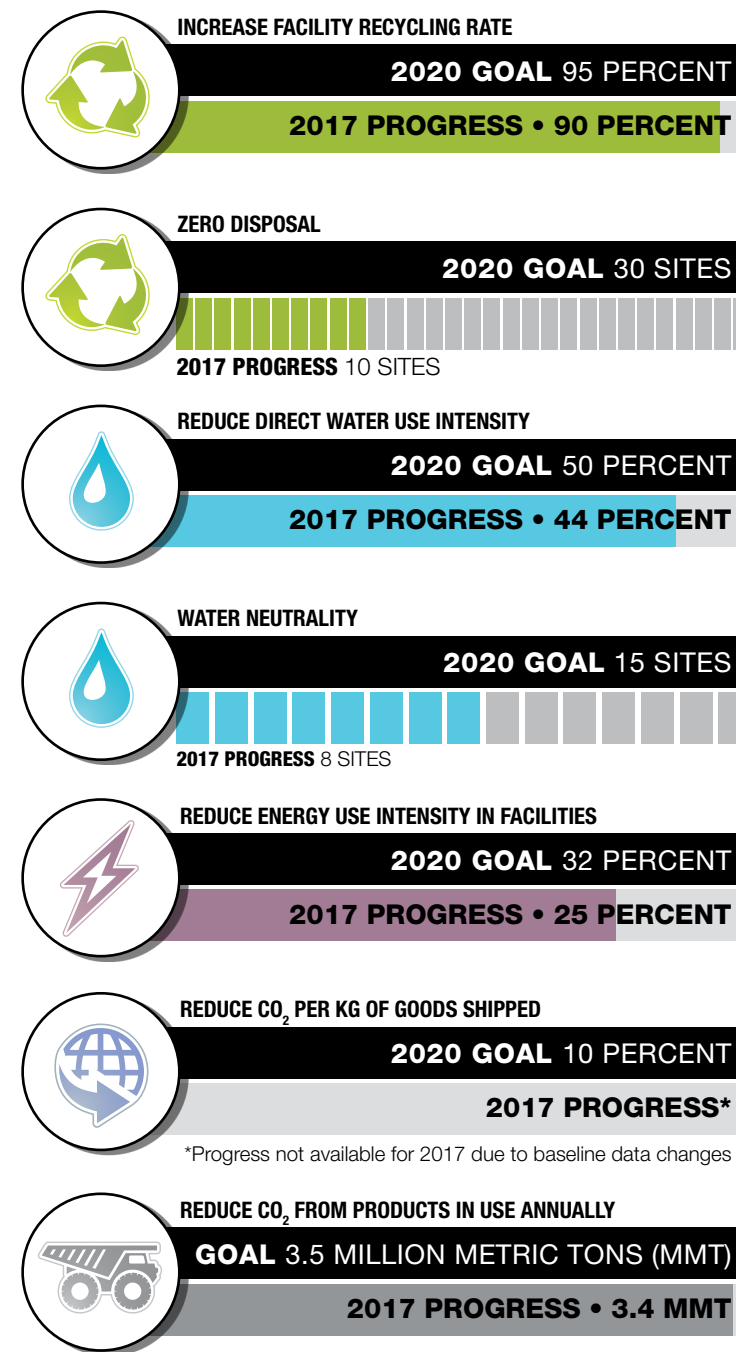 INCREASE FACILITY RECYCLING RATE
2020 GOAL 95 PERCENT
2017 PROGRESS • 90 PERCENT
ZERO DISPOSAL
2020 GOAL 30 SITES
2017 PROGRESS 10 SITES
REDUCE DIRECT WATER USE INTENSITY
2020 GOAL 50 PERCENT
2017 PROGRESS • 44 PERCENT
WATER NEUTRALITY
2020 GOAL 15 SITES
2017 PROGRESS 8 SITES
REDUCE ENERGY USE INTENSITY IN FACILITIES
2020 GOAL 32 PERCENT
2017 PROGRESS • 25 PERCENT
REDUCE CO₂ PER KG OF GOODS SHIPPED
2020 GOAL 10 PERCENT
2017 PROGRESS*
*Progress not available for 2017 due to baseline data changes
REDUCE CO₂ FROM PRODUCTS IN USE ANNUALLY
GOAL 3.5 MILLION METRIC TONS (MMT)
2017 PROGRESS • 3.4 MMT